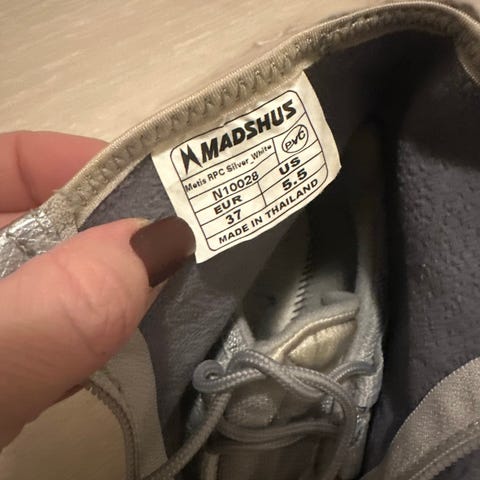 MADSHUS
Metis RPC Silver_White
PVC
N10028
EUR
US
37
5.5
MADE IN THAILAND